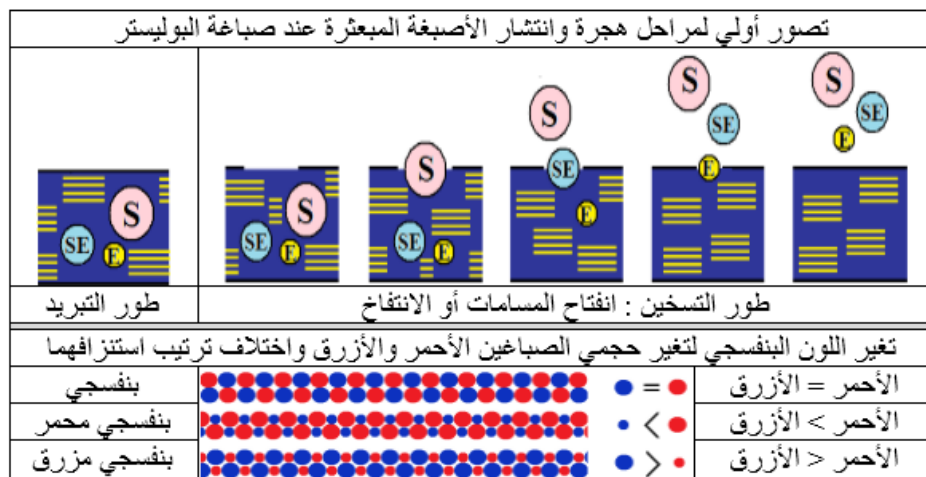 تصور أولي لمراحل هجرة وانتشار الأصبغة المبعثرة عند صباغة البوليستر
S
SE
E
S
SE
E
S
SE
E
S
SE
E
S
SE
E
S
SE
E
طور التسخين : انفتاح المسامات أو الانتفاخ
طور التبريد
تغير اللون البنفسجي لتغير حجمي الصباغين الأحمر والأزرق واختلاف ترتيب استنزافهما
الأحمر = الأزرق
=
بنفسجي
الأحمر > الأزرق
<
بنفسجي محمر
الأحمر < الأزرق
>
بنفسجي مزرق